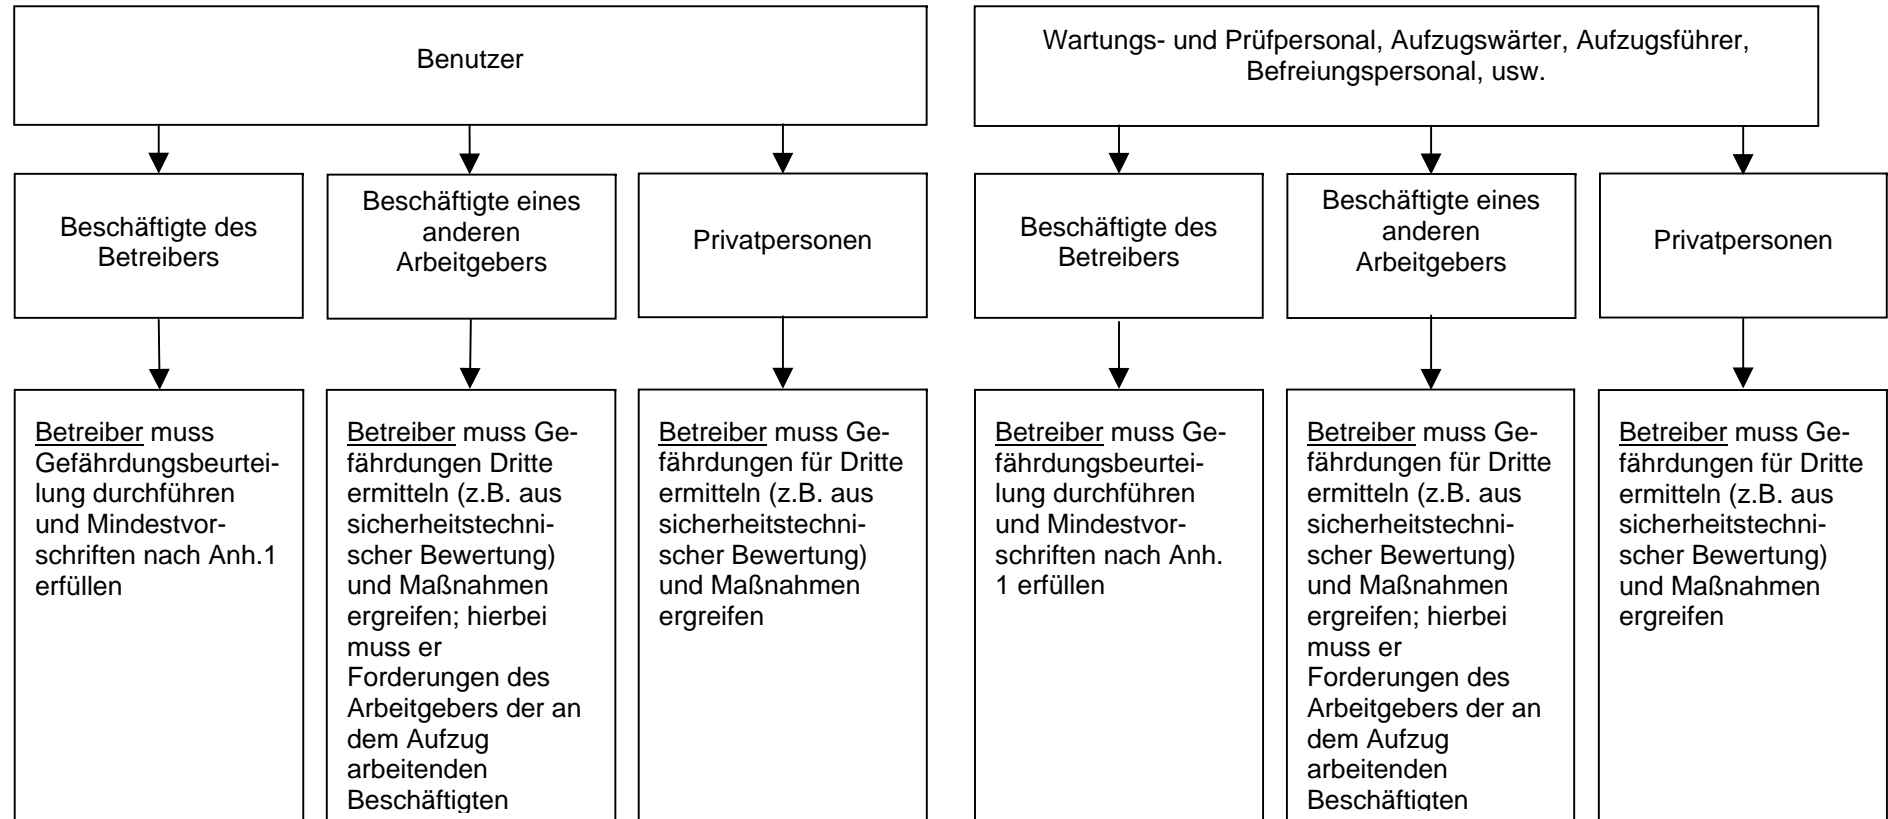 Benutzer
Wartungs- und Prüfpersonal, Aufzugswärter, Aufzugsführer,
Befreiungspersonal, usw.
Beschäftigte des
Betreibers
Beschäftigte eines
anderen
Arbeitgebers
Privatpersonen
Beschäftigte des
Betreibers
Beschäftigte eines
anderen
Arbeitgebers
Privatpersonen
Betreiber muss
Gefährdungsbeurtei-
lung durchführen
und Mindestvor-
schriften nach Anh.1
erfüllen
Betreiber muss Ge-
fährdungen Dritte
ermitteln (z.B. aus
sicherheitstechni-
scher Bewertung)
und Maßnahmen
ergreifen; hierbei
muss er
Forderungen des
Arbeitgebers der an
dem Aufzug
arbeitenden
Beschäftigten
Betreiber muss Ge-
fährdungen für Dritte
ermitteln (z.B. aus
sicherheitstechni-
scher Bewertung)
und Maßnahmen
ergreifen
Betreiber muss Ge-
fährdungsbeurtei-
lung durchführen
und Mindestvor-
schriften nach Anh.
1 erfüllen
Betreiber muss Ge-
fährdungen für Dritte
ermitteln (z.B. aus
sicherheitstechni-
scher Bewertung)
und Maßnahmen
ergreifen; hierbei
muss er
Forderungen des
Arbeitgebers der an
dem Aufzug
arbeitenden
Beschäftigten
Betreiber muss Ge-
fährdungen für Dritte
ermitteln (z.B. aus
sicherheitstechni-
scher Bewertung)
und Maßnahmen
ergreifen